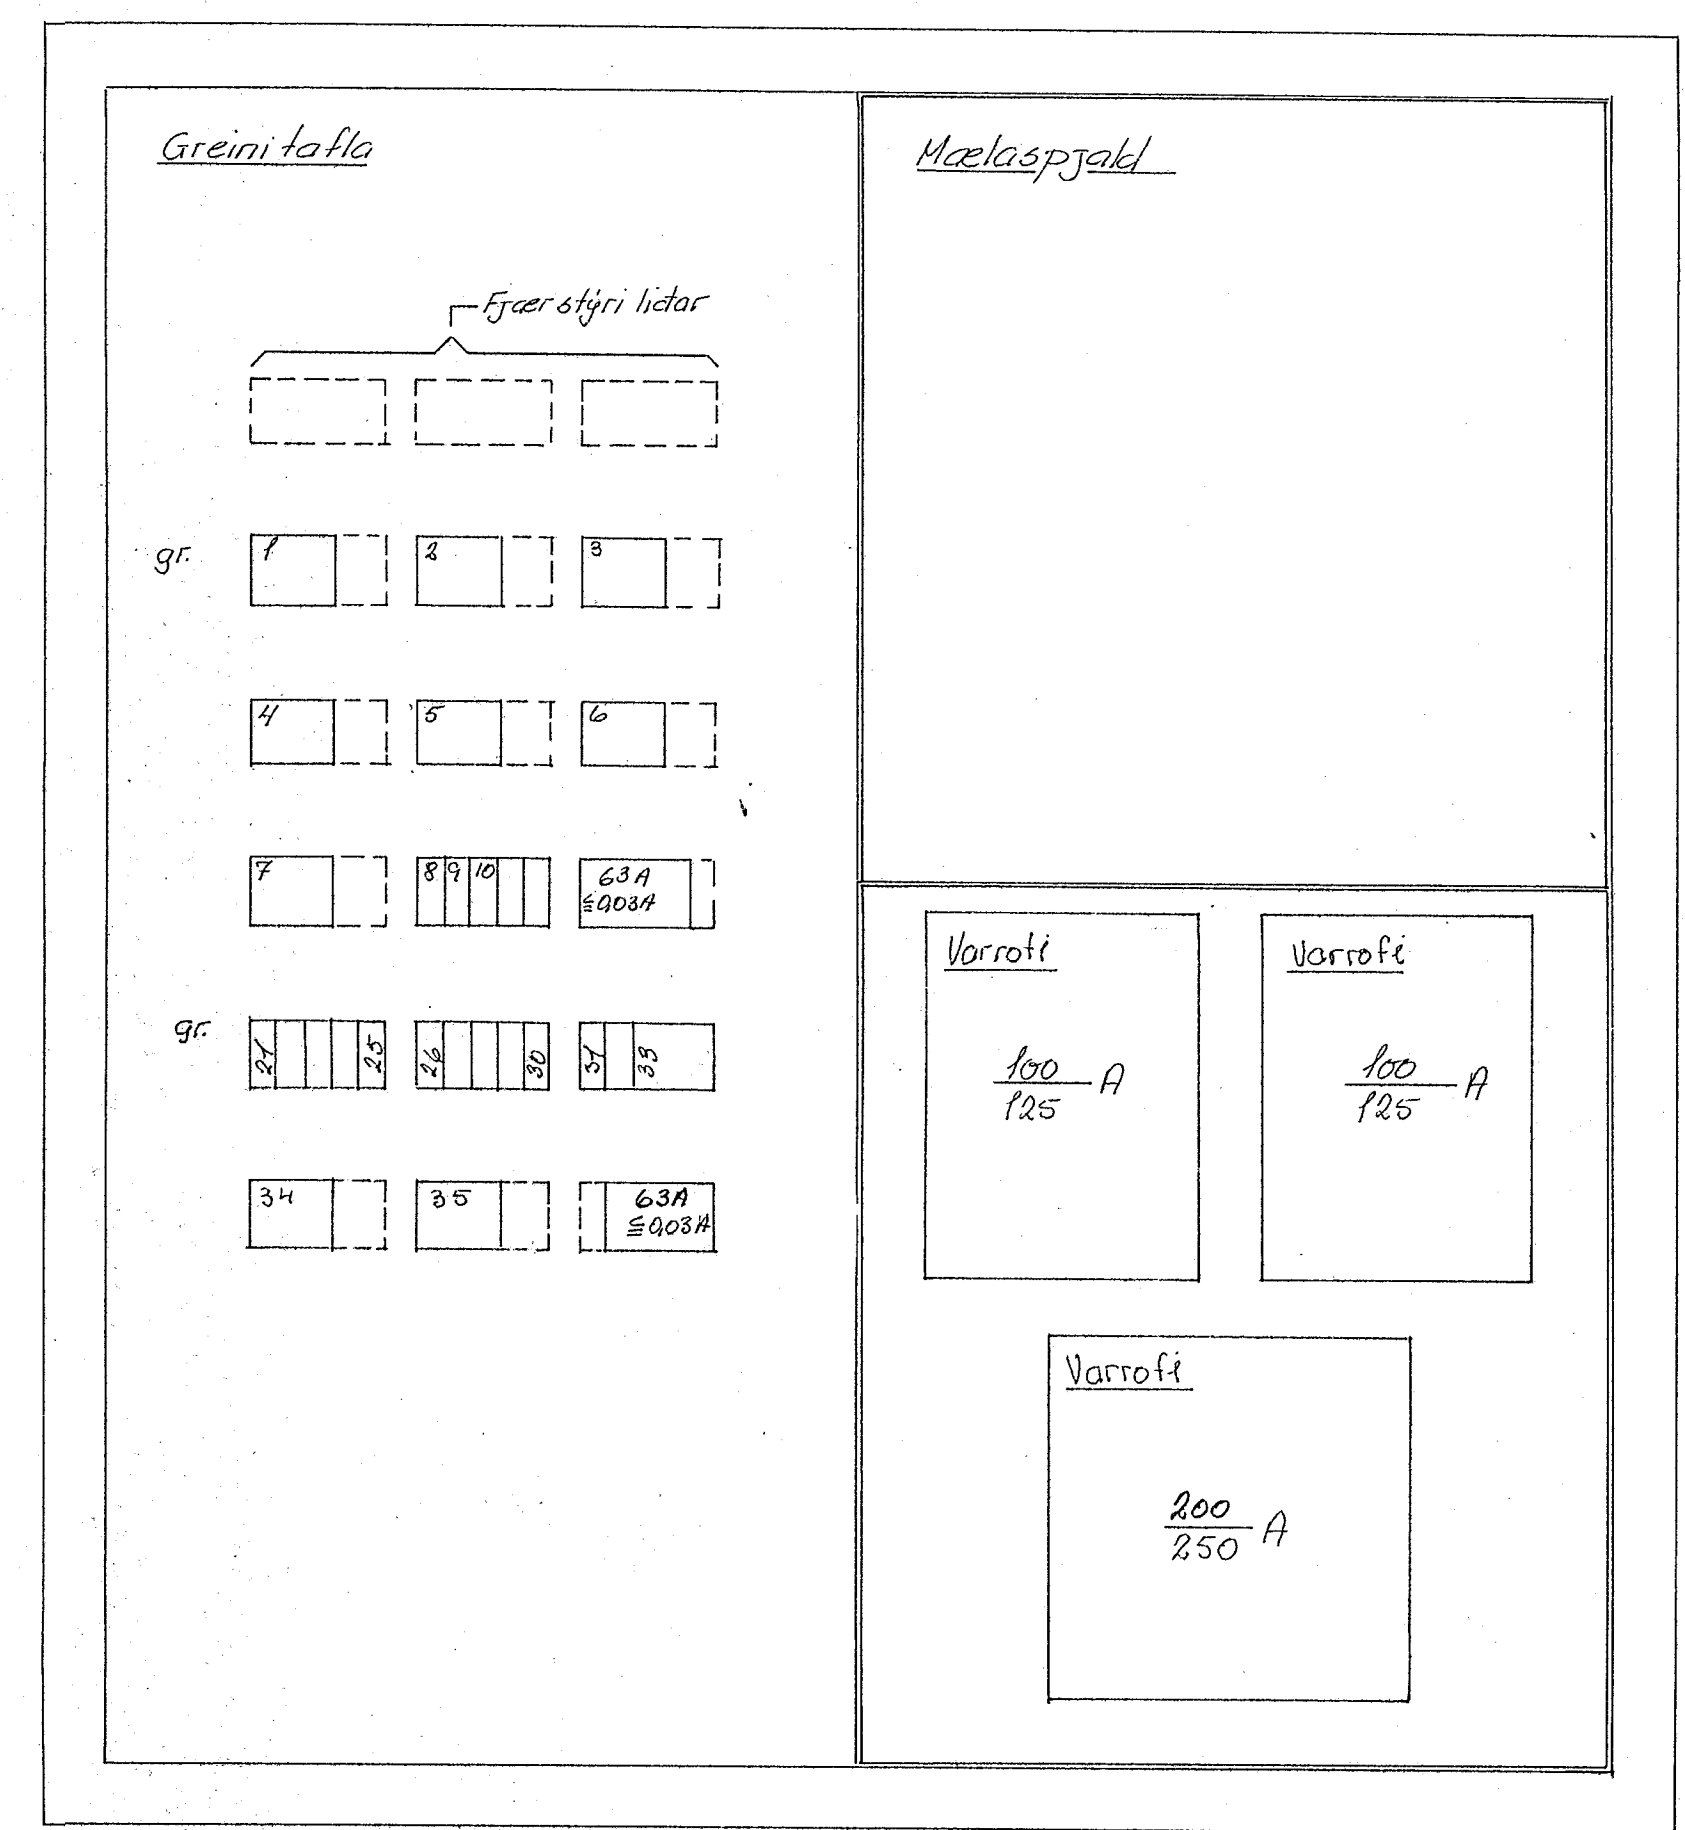 Greinitafla
Mælaspjald
Fjærstýri liðar
gr. 1 2 3
4 5 6
7 8 9 10 63A
≦0,03A
gr. 21 25 26 30 31 33
34 35 63A
≦0,03A
Varrofi Varrofi
100/125 A 100/125 A
Varrofi
200/250 A